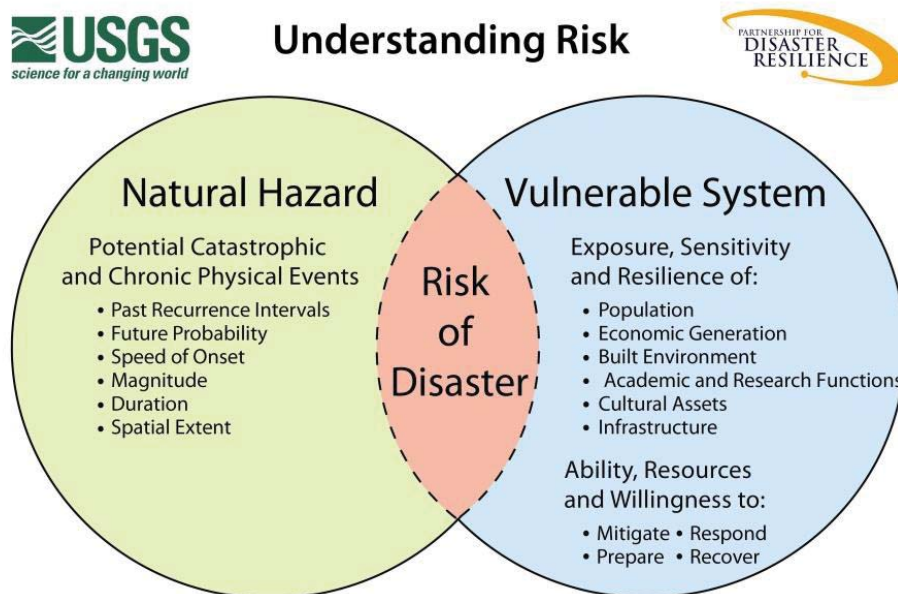 USGS
science for a changing world
Understanding Risk
PARTNERSHIP FOR
DISASTER
RESILIENCE
Natural Hazard
Potential Catastrophic
and Chronic Physical Events
• Past Recurrence Intervals
• Future Probability
• Speed of Onset
• Magnitude
• Duration
• Spatial Extent
Risk
of
Disaster
Vulnerable System
Exposure, Sensitivity
and Resilience of:
• Population
• Economic Generation
• Built Environment
• Academic and Research Functions
• Cultural Assets
• Infrastructure
Ability, Resources
and Willingness to:
• Mitigate • Respond
• Prepare • Recover